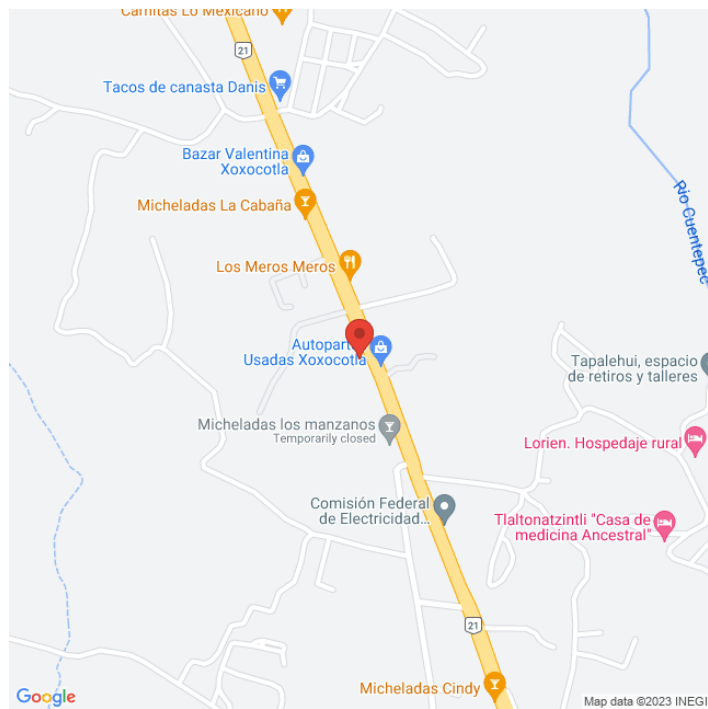 Carnitas Lo Mexicano
21
Tacos de canasta Danis
Bazar Valentina
Xoxocotla
Micheladas La Cabaña
Rio Cuentepec
Los Meros Meros
Autopartes
Usadas Xoxocotla
Tapalehui, espacio
de retiros y talleres
Micheladas los manzanos
Temporarily closed
Lorien. Hospedaje rural
Comisión Federal
de Electricidad...
Tlaltonatzintli "Casa de
medicina Ancestral"
21
Micheladas Cindy
Google
Map data ©2023 INEGI